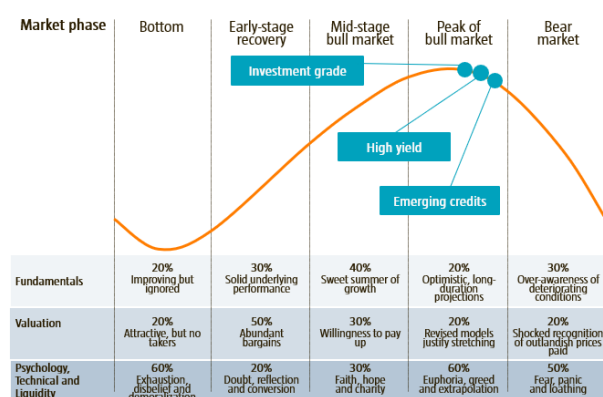 Market phase
Bottom
Early-stage
recovery
Mid-stage
bull market
Peak of
bull market
Bear
market
Investment grade
High yield
Emerging credits
Fundamentals
20%
Improving but
ignored
30%
Solid underlying
performance
40%
Sweet summer of
growth
20%
Optimistic, long-
duration
projections
30%
Over-awareness of
deteriorating
conditions
Valuation
20%
Attractive, but no
takers
50%
Abundant
bargains
30%
Willingness to pay
up
20%
Revised models
justify stretching
20%
Shocked recognition
of outlandish prices
paid
Psychology,
Technical and
Liquidity
60%
Exhaustion,
disbelief and
demoralization
20%
Doubt, reflection
and conversion
30%
Faith, hope
and charity
60%
Euphoria, greed
and extrapolation
50%
Fear, panic
and loathing